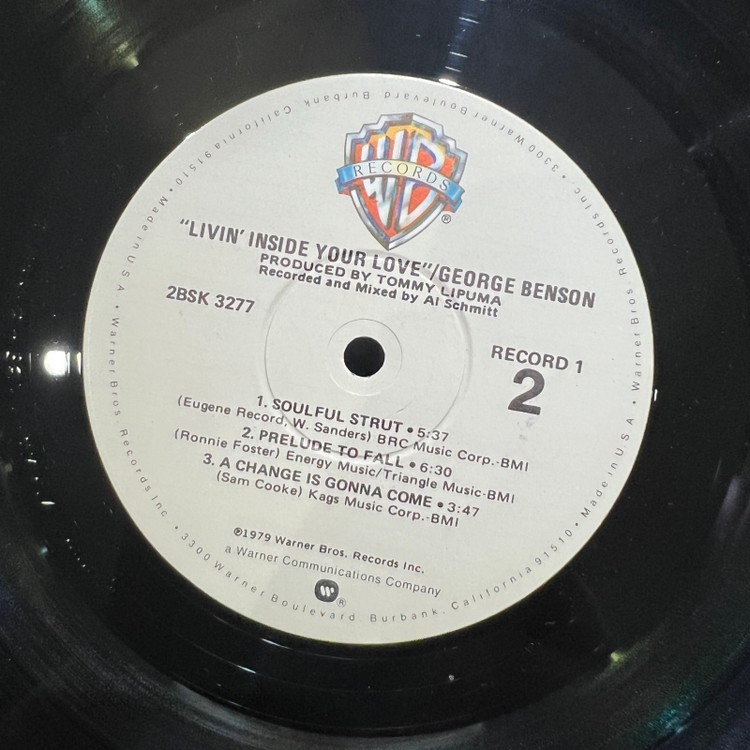 WB
RECORDS
®
"LIVIN' INSIDE YOUR LOVE"/GEORGE BENSON
PRODUCED BY TOMMY LIPUMA
Recorded and Mixed by Al Schmitt
2BSK 3277
RECORD 1
2
1. SOULFUL STRUT • 5:37
(Eugene Record, W. Sanders) BRC Music Corp.-BMI
2. PRELUDE TO FALL • 6:30
(Ronnie Foster) Energy Music/Triangle Music-BMI
3. A CHANGE IS GONNA COME • 3:47
(Sam Cooke) Kags Music Corp.-BMI
℗1979 Warner Bros. Records Inc.
a Warner Communications Company
W®
Warner Bros. Records Inc. • 3300 Warner Boulevard, Burbank, California 91510 • Made in U.S.A. • Warner Bros. Records Inc. • 3300 Warner Boulevard, Burbank, California 91510 • Made in U.S.A. •